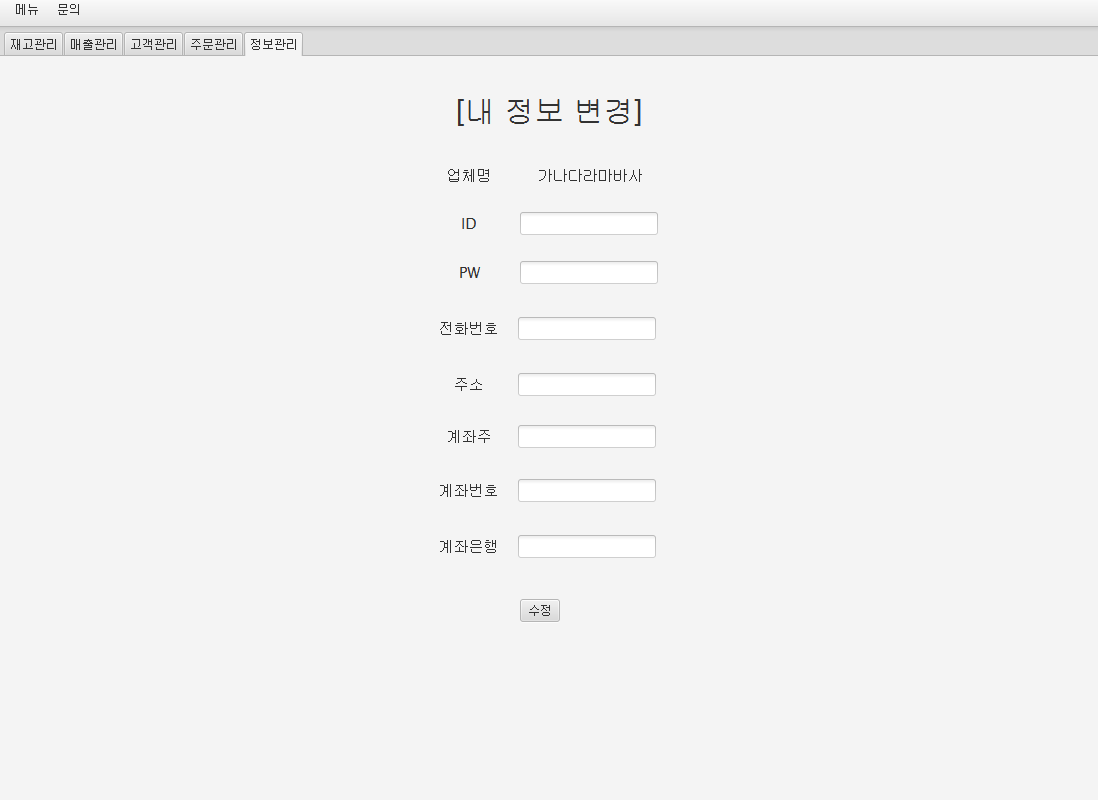 메뉴 문의
재고관리 매출관리 고객관리 주문관리 정보관리
[내 정보 변경]
업체명 가나다라마바사
ID
PW
전화번호
주소
계좌주
계좌번호
계좌은행
수정